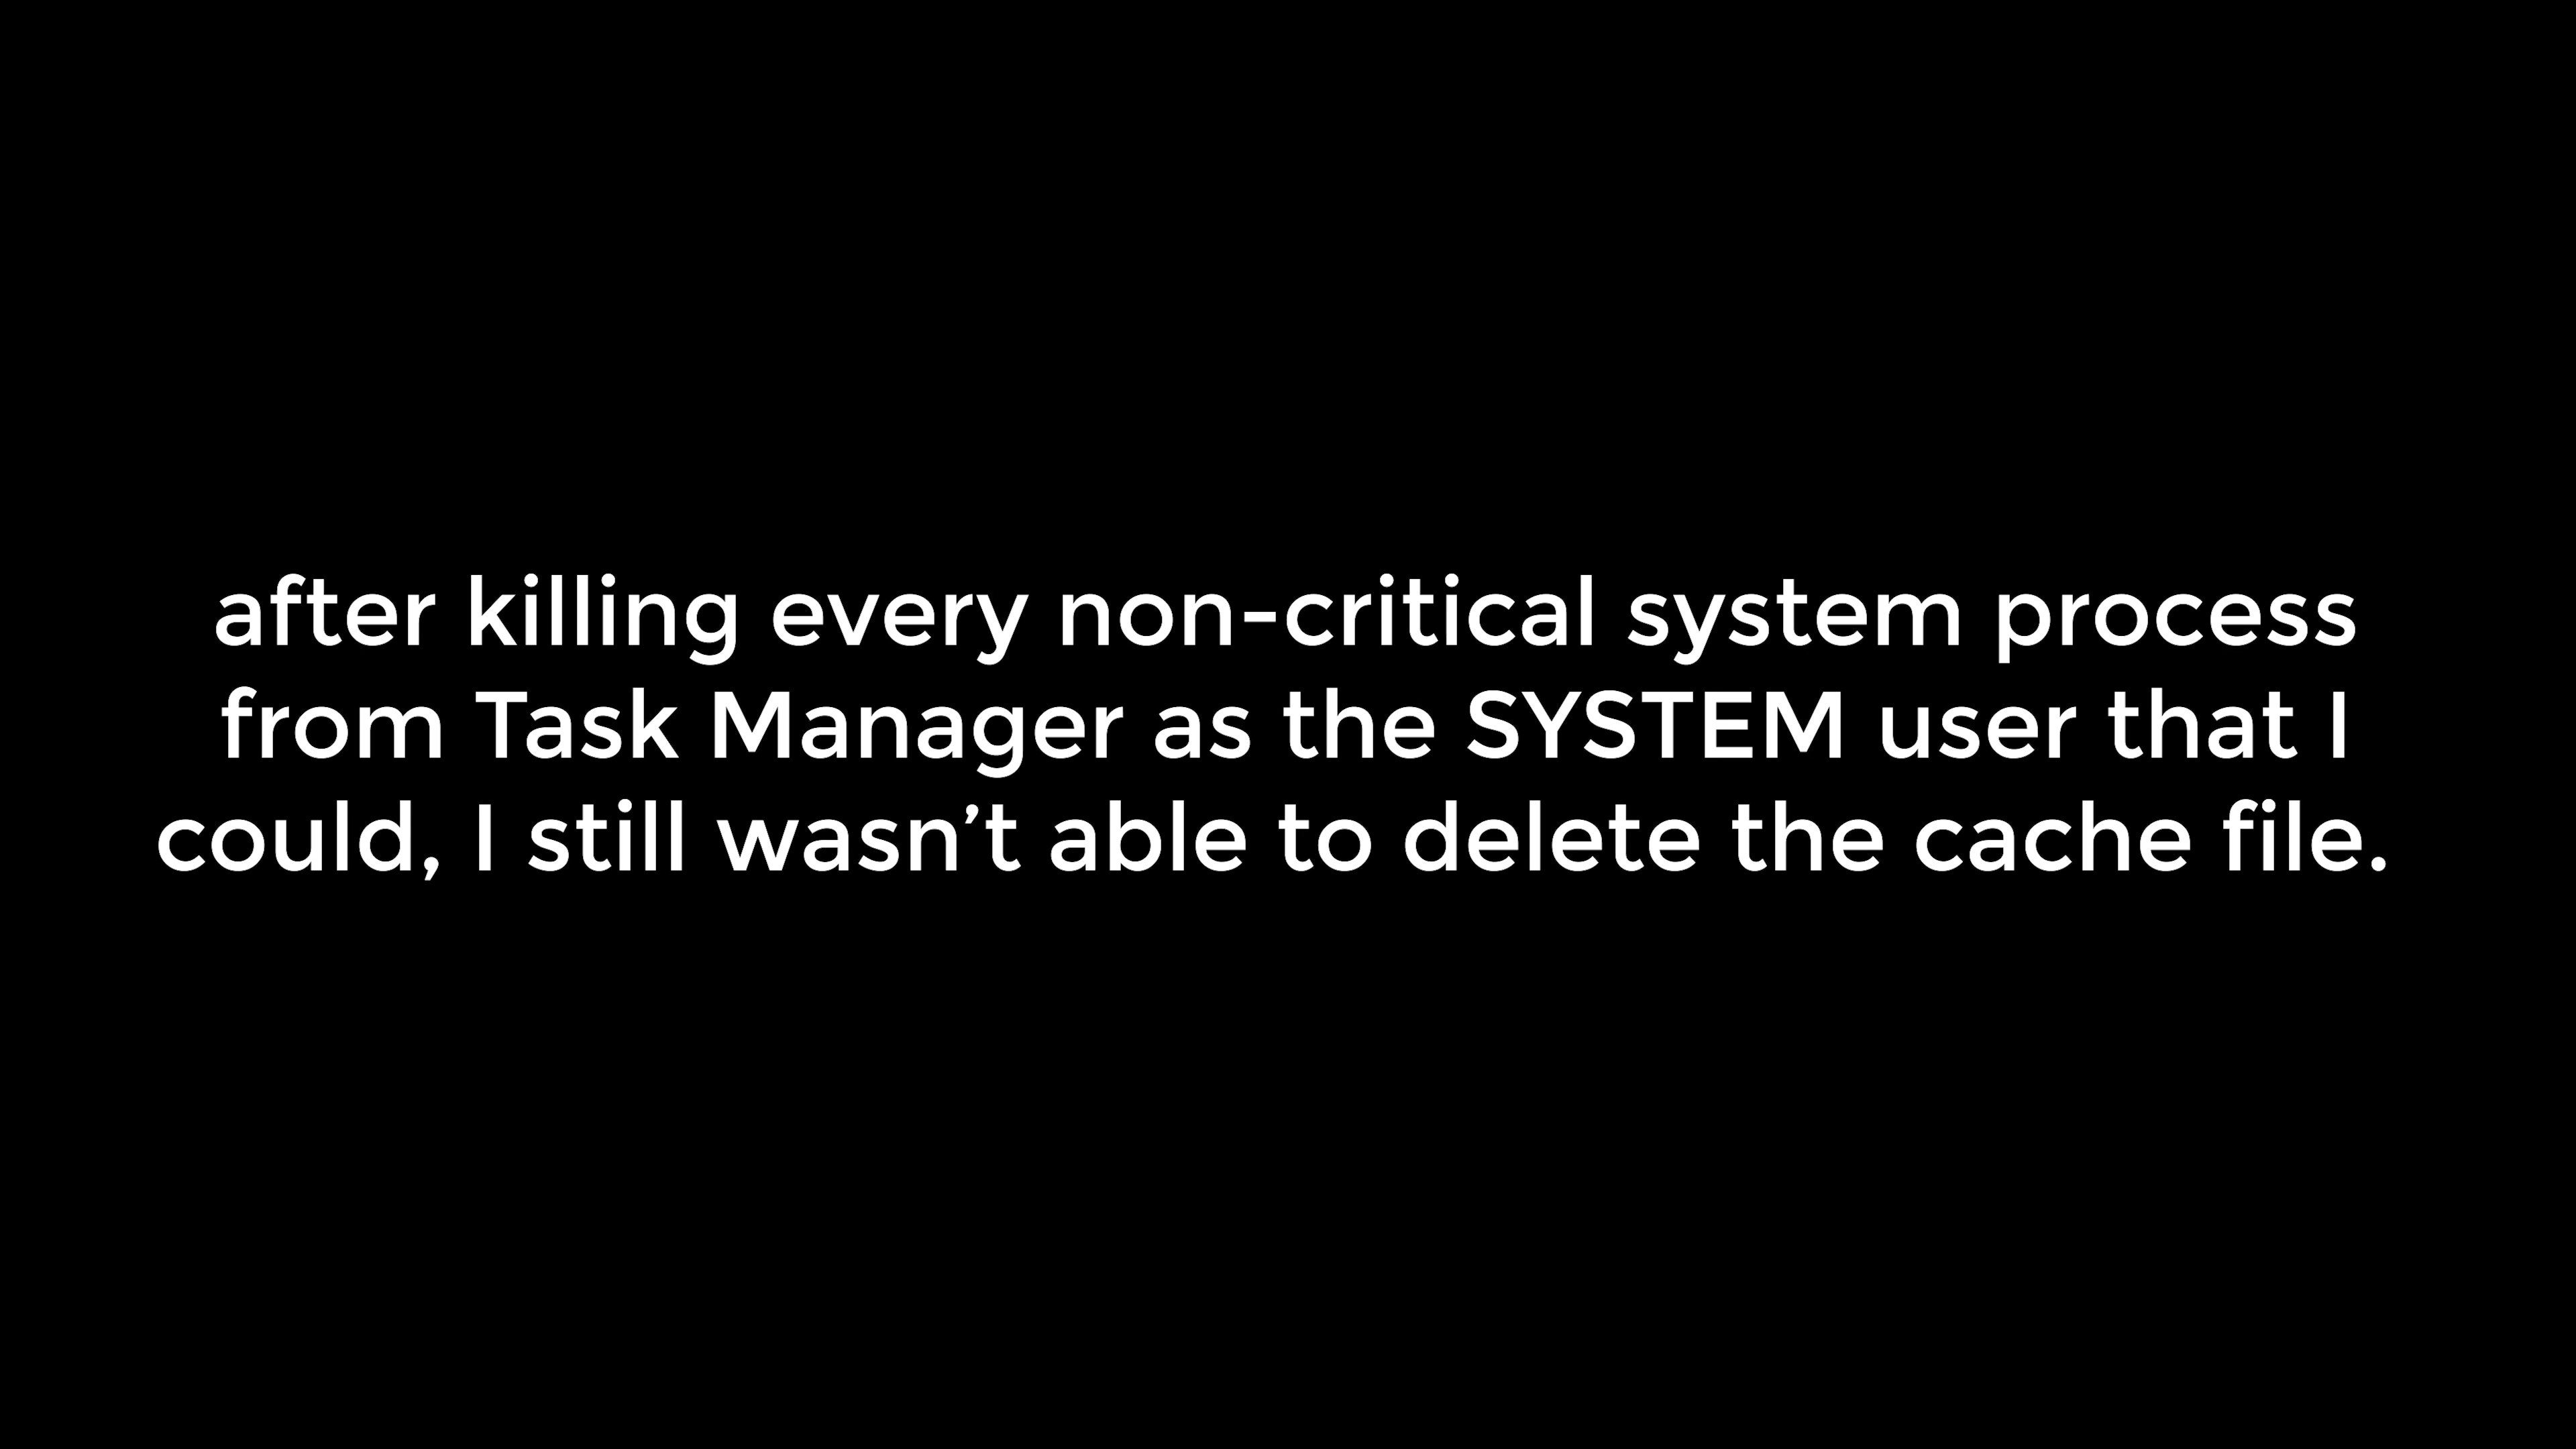 after killing every non-critical system process
from Task Manager as the SYSTEM user that I
could, I still wasn’t able to delete the cache file.